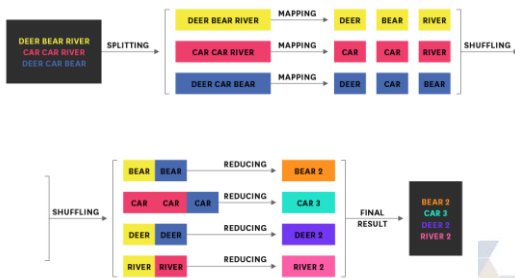 DEER BEAR RIVER
CAR CAR RIVER
DEER CAR BEAR
SPLITTING
DEER BEAR RIVER
MAPPING
DEER BEAR RIVER
CAR CAR RIVER
MAPPING
CAR CAR RIVER
DEER CAR BEAR
MAPPING
DEER CAR BEAR
SHUFFLING
SHUFFLING
BEAR BEAR
REDUCING
BEAR 2
CAR CAR CAR
REDUCING
CAR 3
DEER DEER
REDUCING
DEER 2
RIVER RIVER
REDUCING
RIVER 2
FINAL
RESULT
BEAR 2
CAR 3
DEER 2
RIVER 2